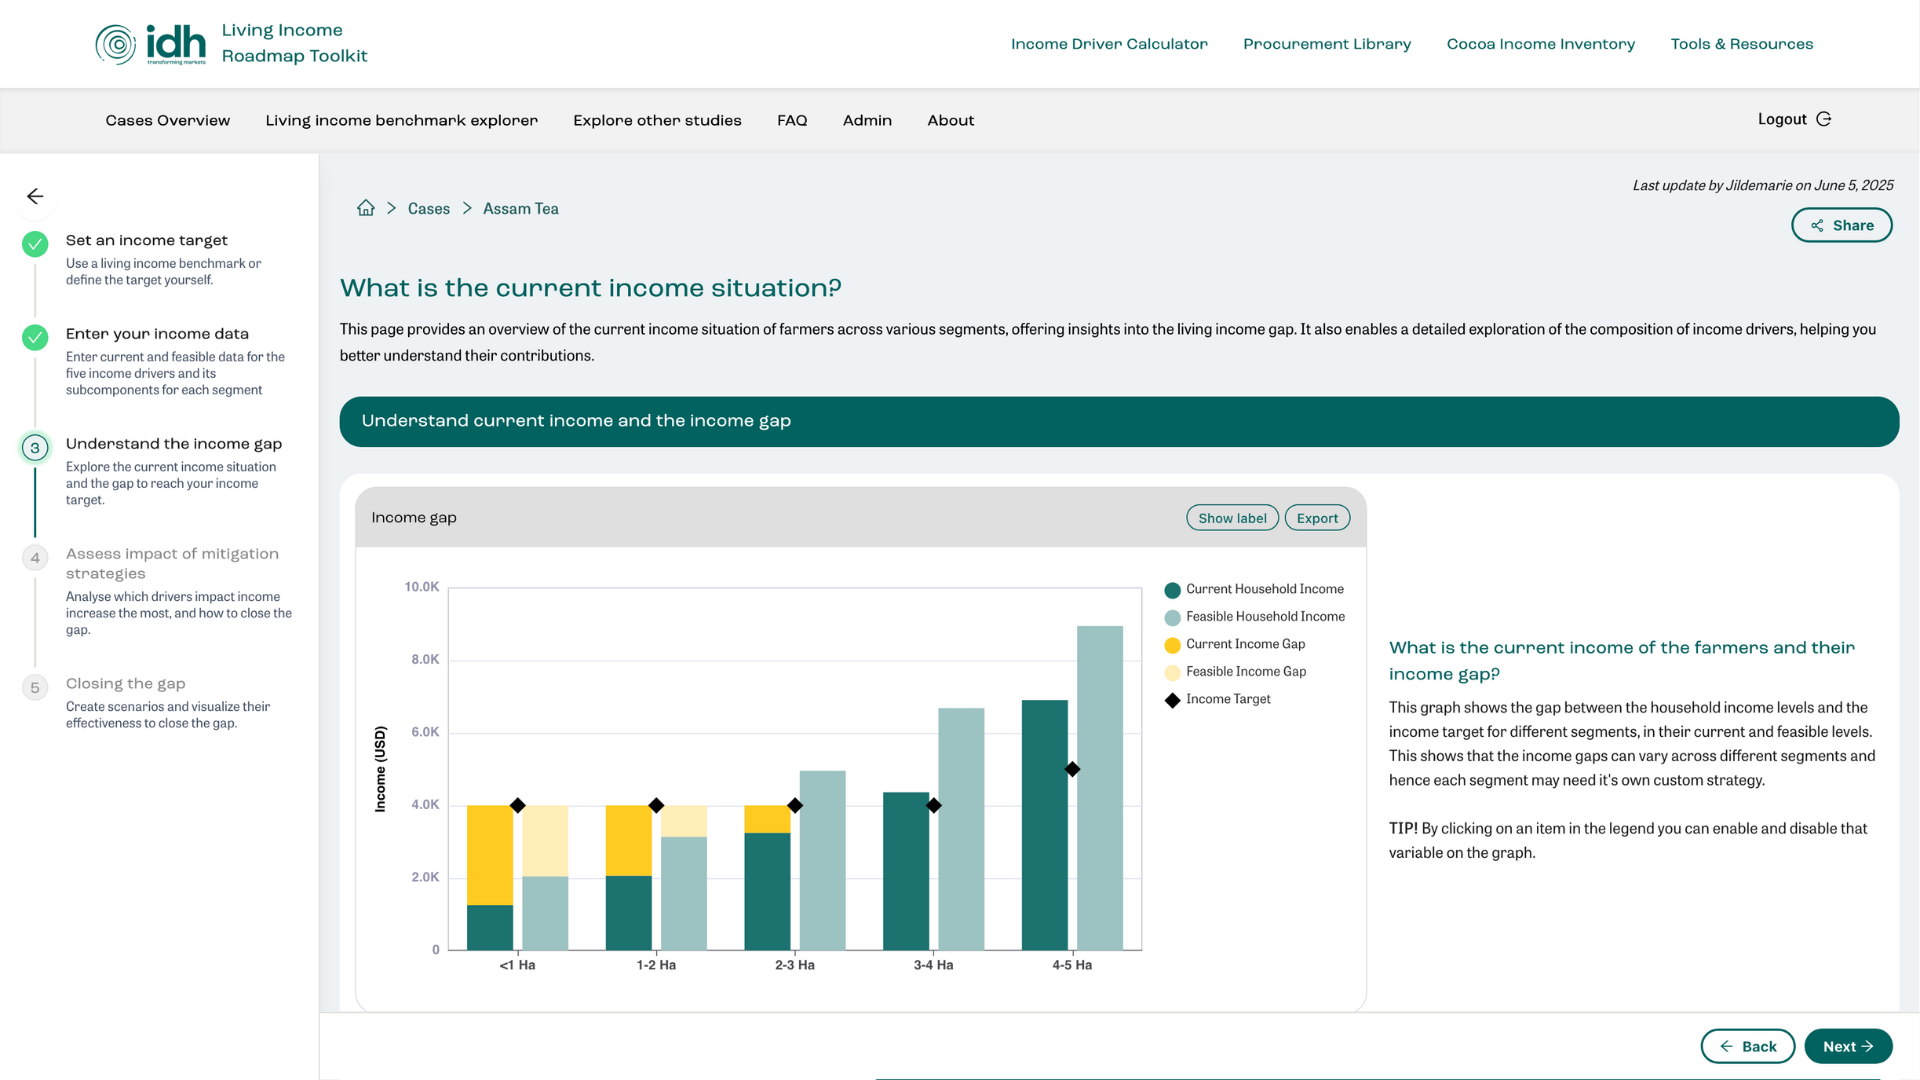 idh
transforming markets
Living Income
Roadmap Toolkit
Income Driver Calculator
Procurement Library
Cocoa Income Inventory
Tools & Resources
Cases Overview
Living income benchmark explorer
Explore other studies
FAQ
Admin
About
Logout
Set an income target
Use a living income benchmark or
define the target yourself.
Enter your income data
Enter current and feasible data for the
five income drivers and its
subcomponents for each segment
3
Understand the income gap
Explore the current income situation
and the gap to reach your income
target.
4
Assess impact of mitigation
strategies
Analyse which drivers impact income
increase the most, and how to close the
gap.
5
Closing the gap
Create scenarios and visualize their
effectiveness to close the gap.
Last update by Jildemarie on June 5, 2025
Cases
Assam Tea
Share
What is the current income situation?
This page provides an overview of the current income situation of farmers across various segments, offering insights into the living income gap. It also enables a detailed exploration of the composition of income drivers, helping you
better understand their contributions.
Understand current income and the income gap
Income gap
Show label
Export
10.0K
8.0K
6.0K
4.0K
2.0K
0
Income (USD)
<1 Ha
1-2 Ha
2-3 Ha
3-4 Ha
4-5 Ha
Current Household Income
Feasible Household Income
Current Income Gap
Feasible Income Gap
Income Target
What is the current income of the farmers and their
income gap?
This graph shows the gap between the household income levels and the
income target for different segments, in their current and feasible levels.
This shows that the income gaps can vary across different segments and
hence each segment may need it's own custom strategy.
TIP! By clicking on an item in the legend you can enable and disable that
variable on the graph.
Back
Next